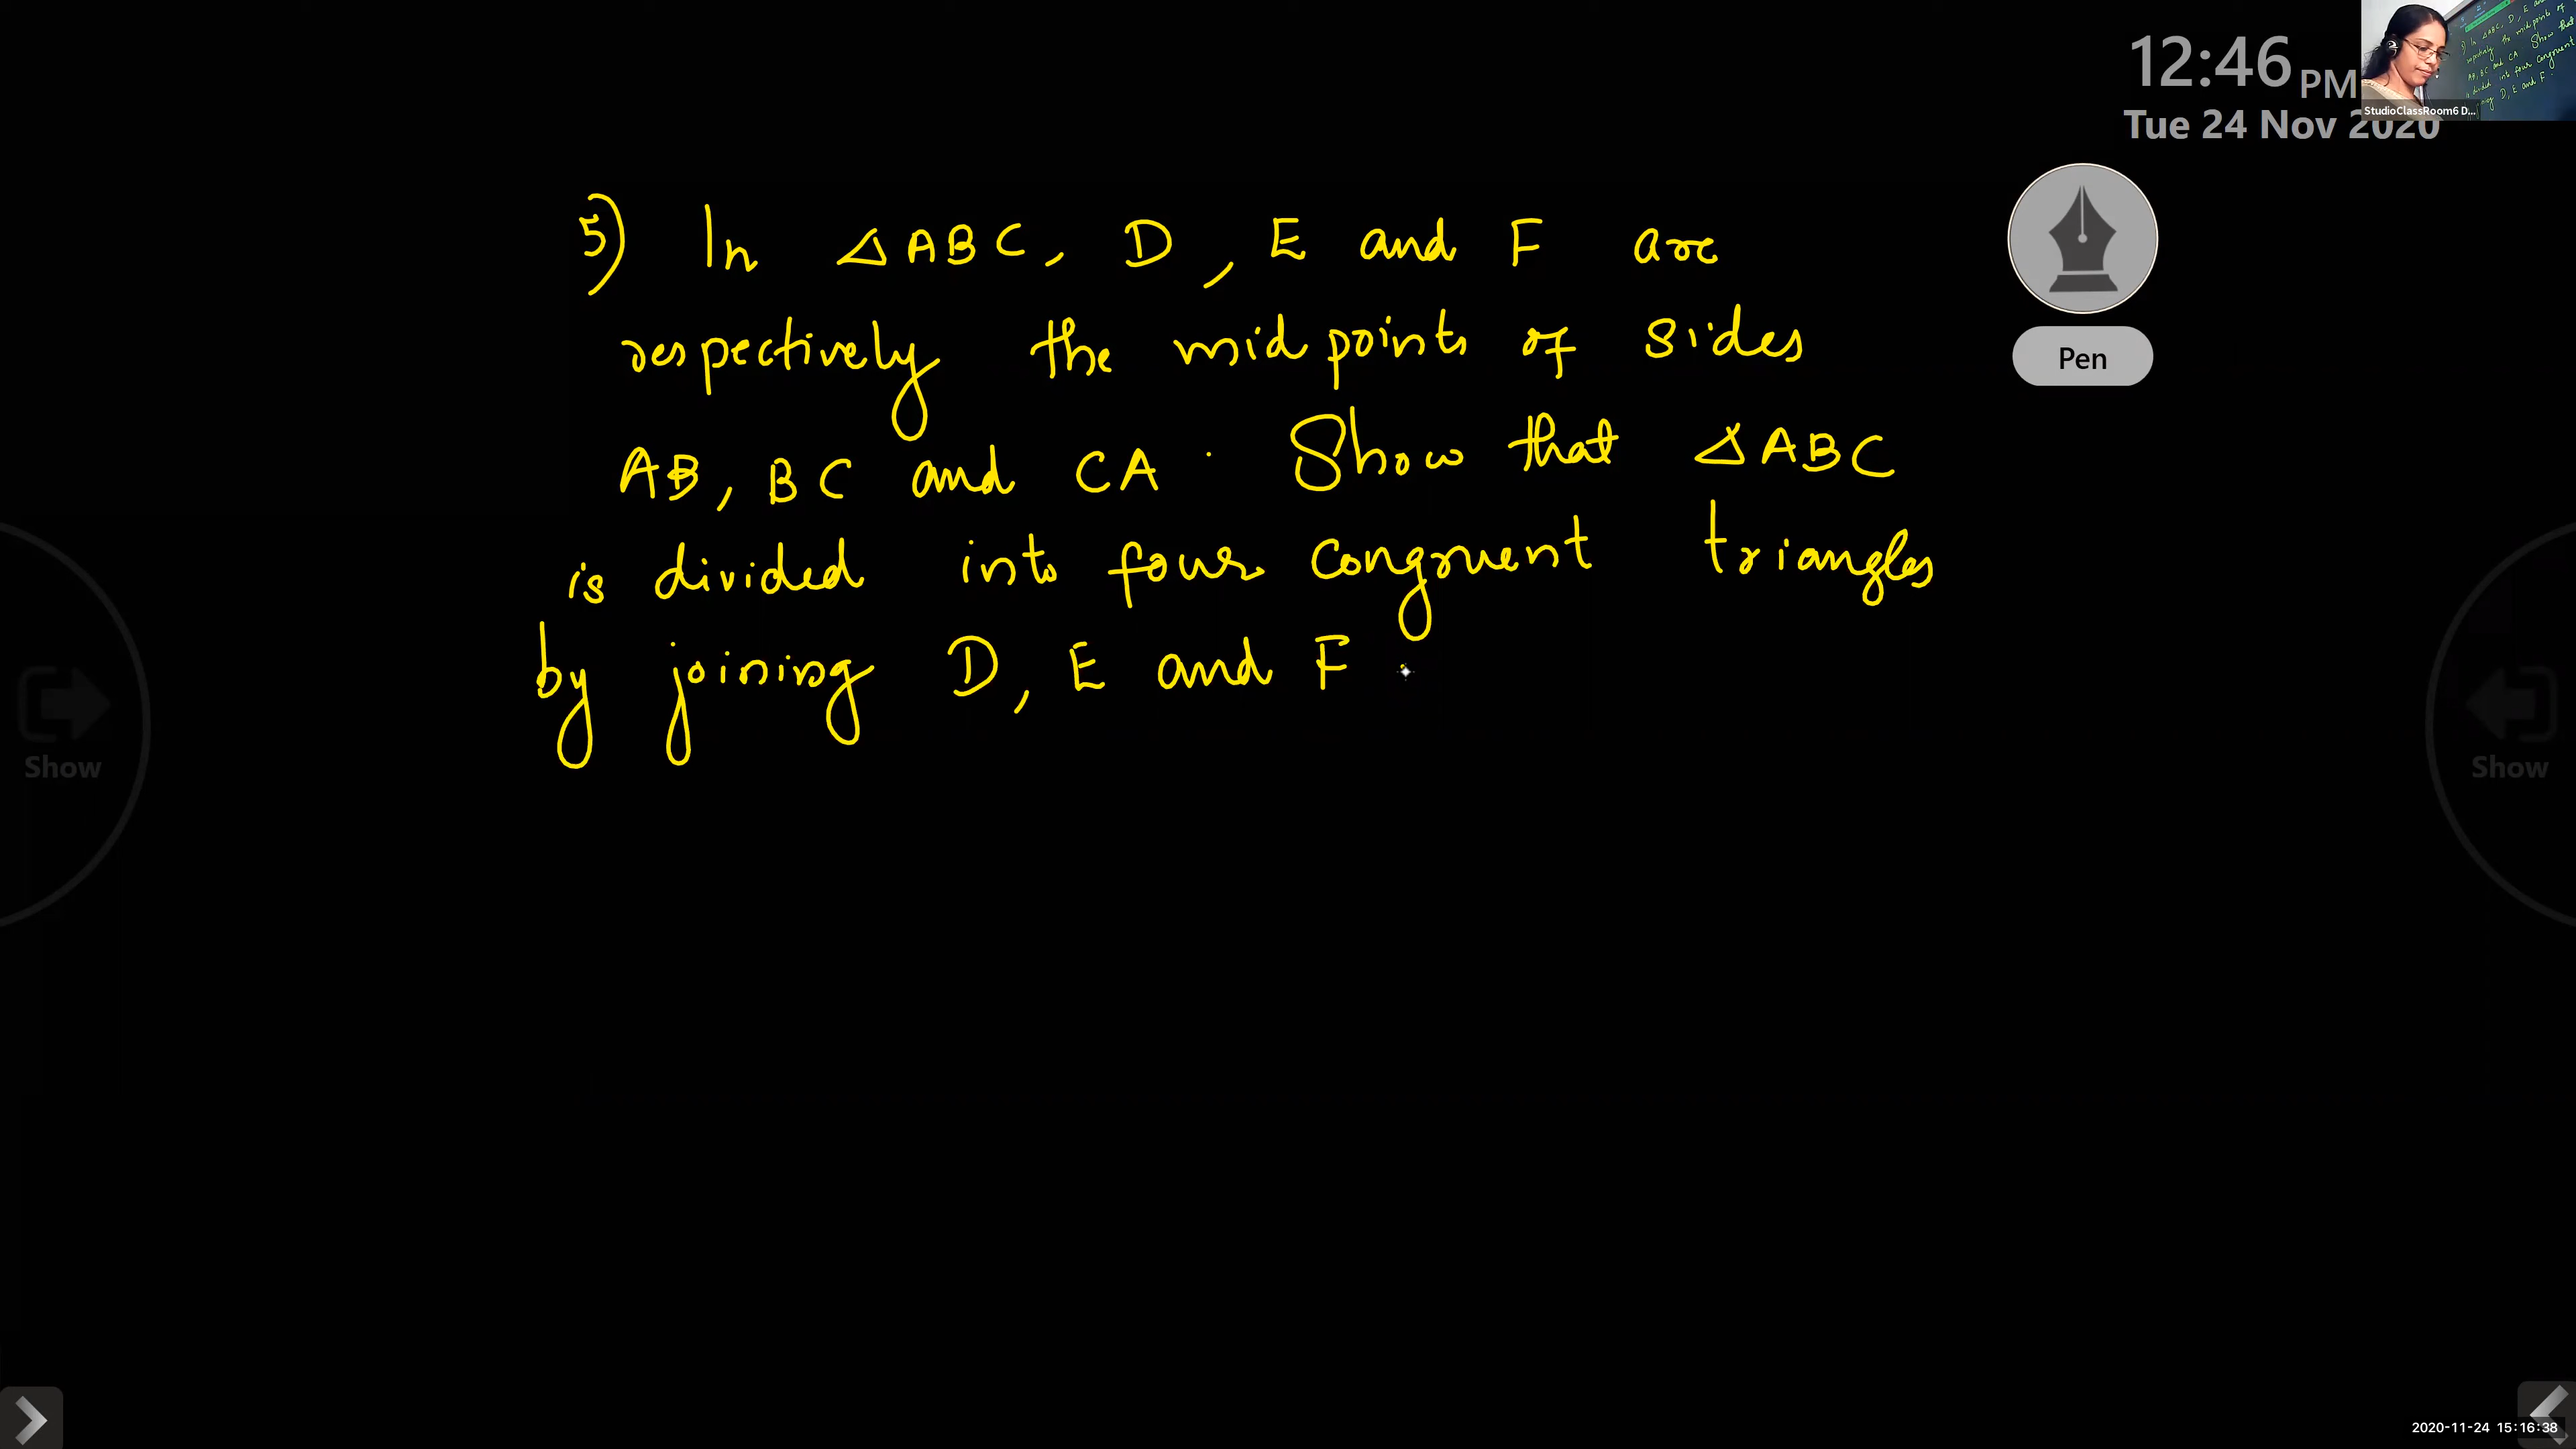 12:46 PM
Tue 24 Nov 2020
StudioClassRoom6 D...
5) In △ABC, D, E and F are
respectively the midpoints of sides
AB, BC and CA. Show that △ABC
is divided into four congruent triangles
by joining D, E and F.
Pen
Show
Show
2020-11-24 15:16:38